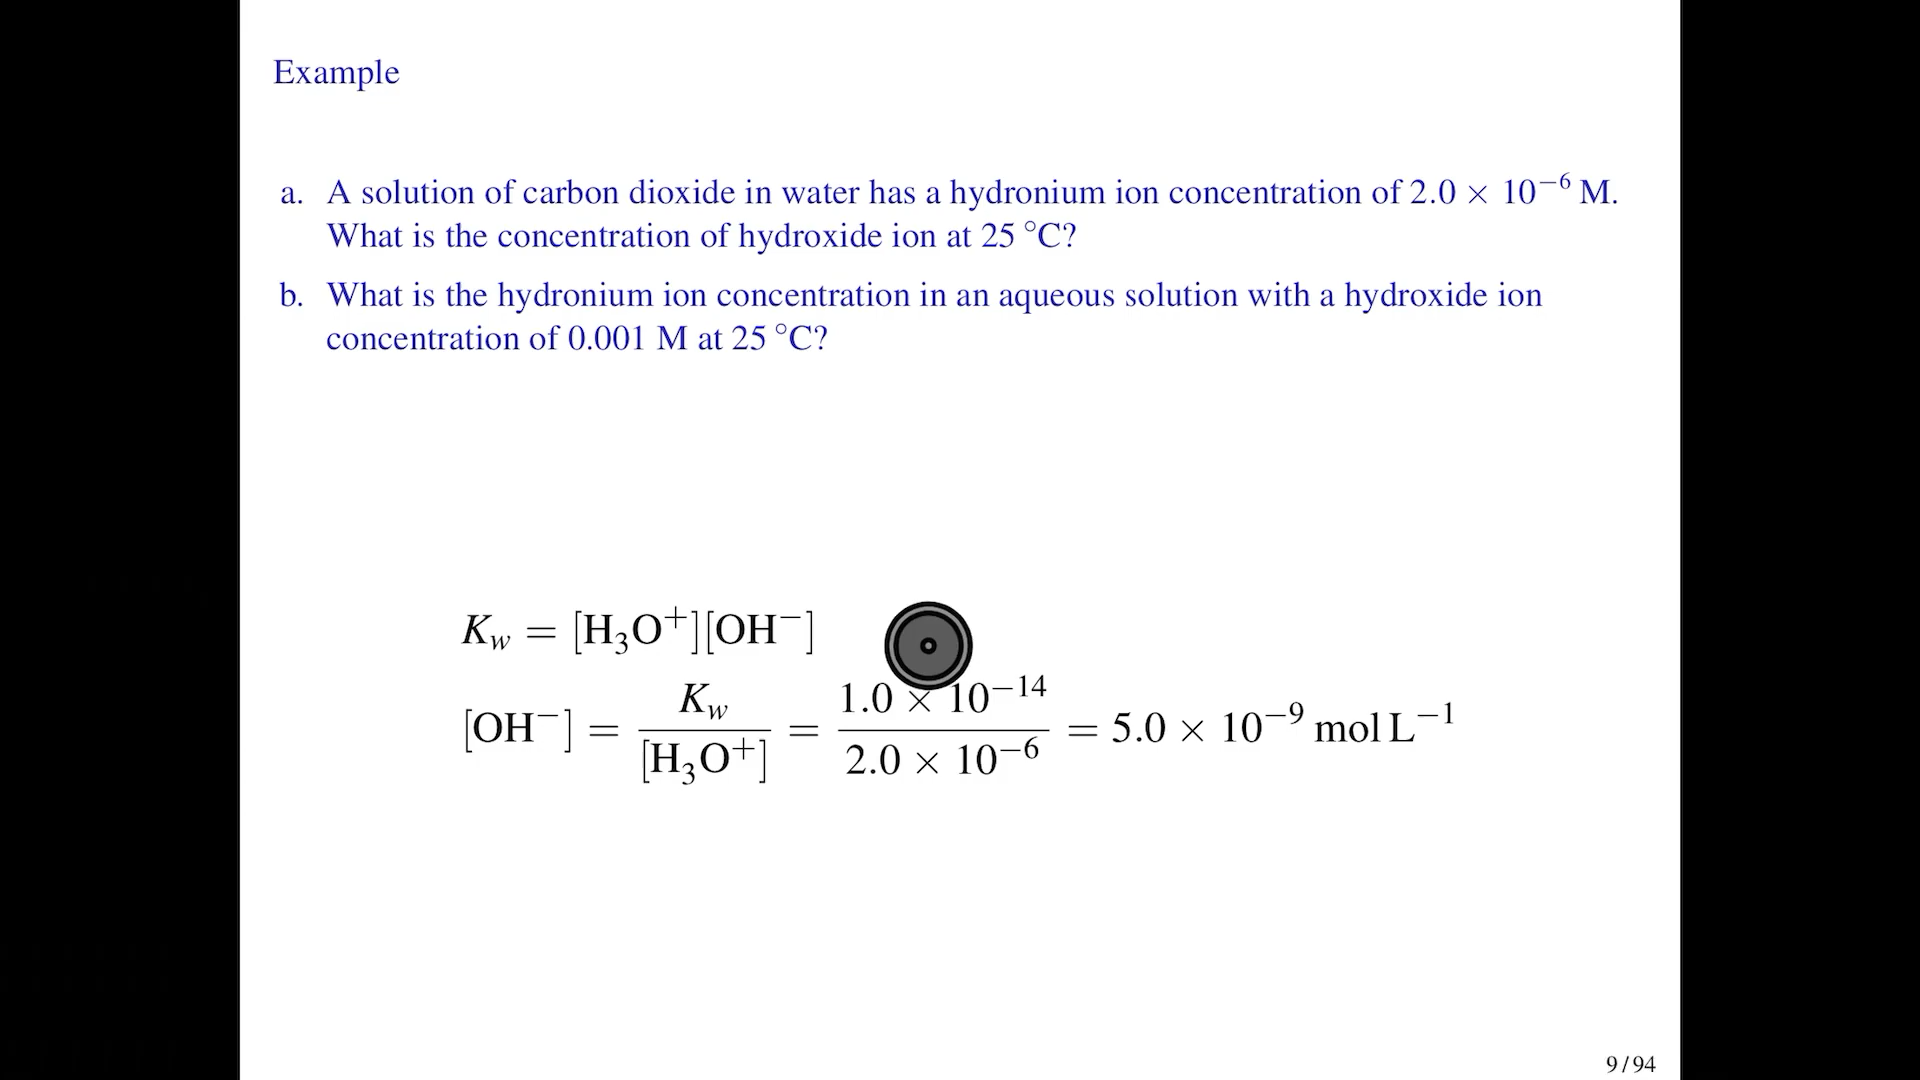 Example
a. A solution of carbon dioxide in water has a hydronium ion concentration of 2.0 × 10⁻⁶ M.
What is the concentration of hydroxide ion at 25 °C?
b. What is the hydronium ion concentration in an aqueous solution with a hydroxide ion
concentration of 0.001 M at 25 °C?
K_w = [H₃O⁺][OH⁻]
[OH⁻] = K_w / [H₃O⁺] = 1.0 × 10⁻¹⁴ / 2.0 × 10⁻⁶ = 5.0 × 10⁻⁹ mol L⁻¹
9 / 94